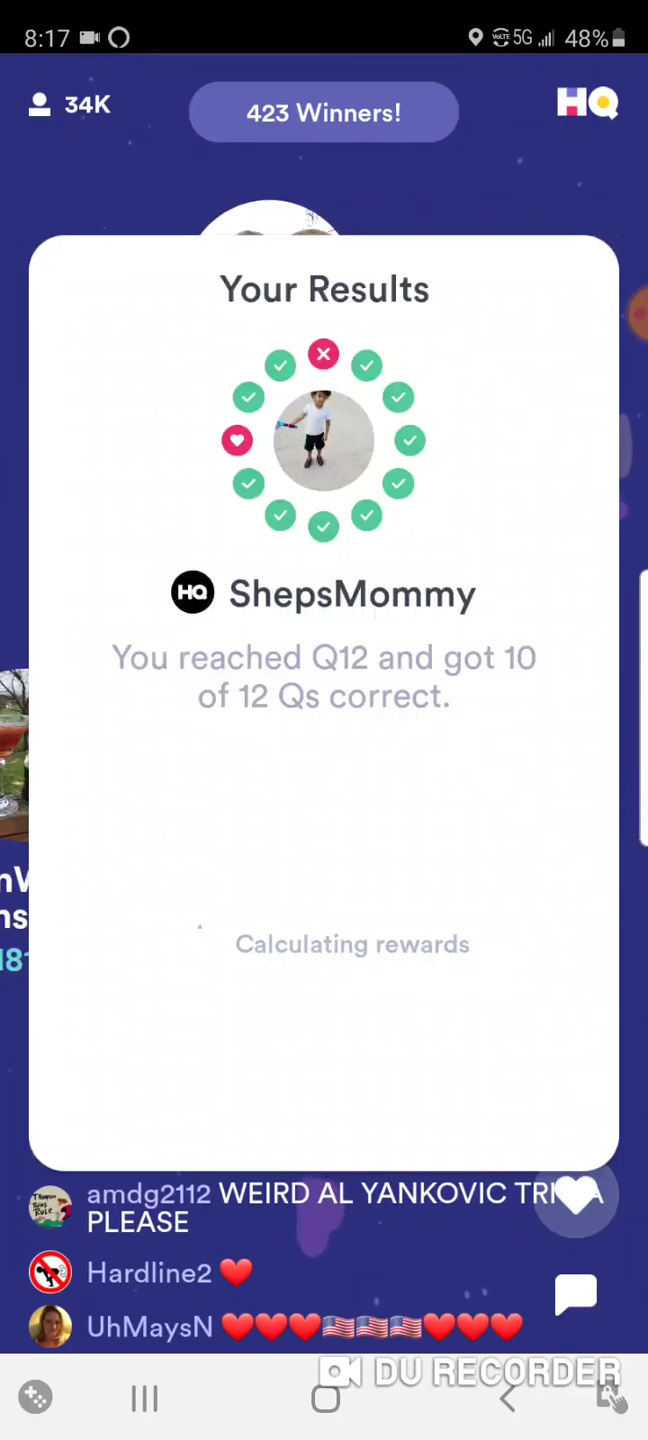 8:17
VoLTE 5G 48%
34K
423 Winners!
HQ
Your Results
HQ ShepsMommy
You reached Q12 and got 10
of 12 Qs correct.
Calculating rewards
amdg2112 WEIRD AL YANKOVIC
PLEASE
Hardline2 ❤️
UhMaysN ❤️❤️❤️🇺🇸🇺🇸🇺🇸❤️❤️❤️
DU RECORDER